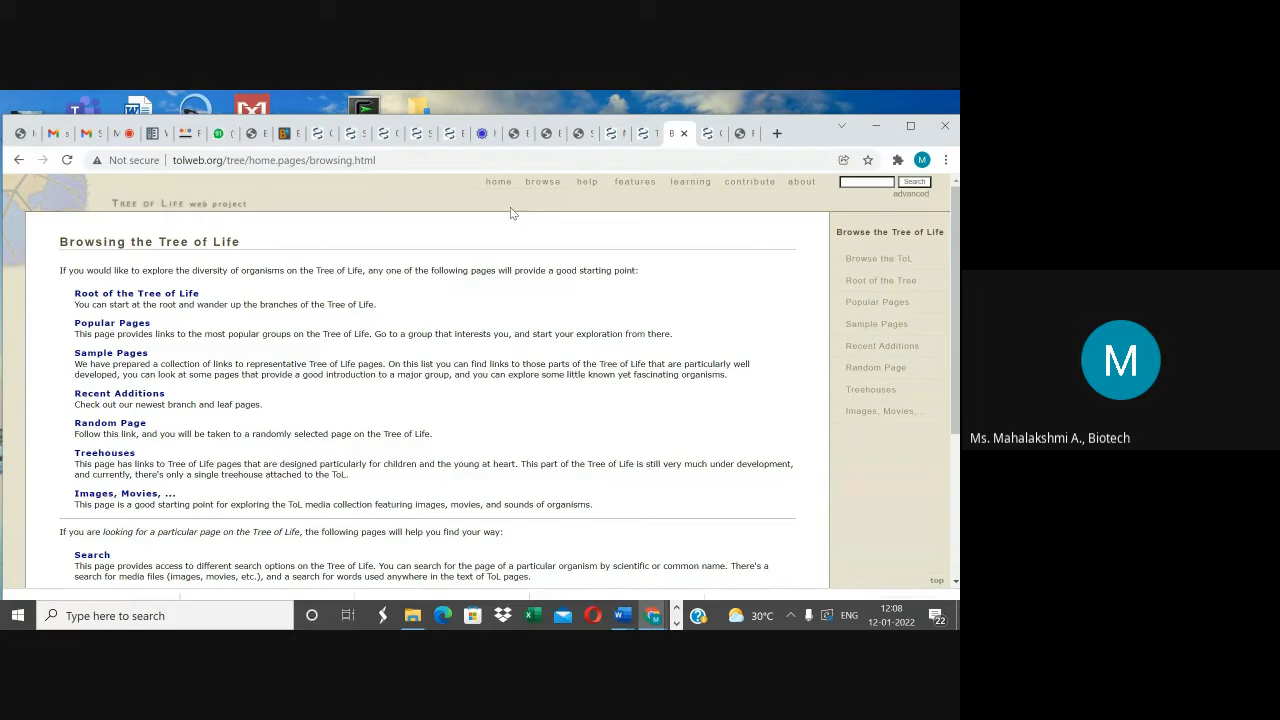 Not secure
tolweb.org/tree/home.pages/browsing.html
home browse help features learning contribute about
Search
advanced
TREE OF LIFE web project
Browsing the Tree of Life
If you would like to explore the diversity of organisms on the Tree of Life, any one of the following pages will provide a good starting point:
Root of the Tree of Life
You can start at the root and wander up the branches of the Tree of Life.
Popular Pages
This page provides links to the most popular groups on the Tree of Life. Go to a group that interests you, and start your exploration from there.
Sample Pages
We have prepared a collection of links to representative Tree of Life pages. On this list you can find links to those parts of the Tree of Life that are particularly well
developed, you can look at some pages that provide a good introduction to a major group, and you can explore some little known yet fascinating organisms.
Recent Additions
Check out our newest branch and leaf pages.
Random Page
Follow this link, and you will be taken to a randomly selected page on the Tree of Life.
Treehouses
This page has links to Tree of Life pages that are designed particularly for children and the young at heart. This part of the Tree of Life is still very much under development,
and currently, there's only a single treehouse attached to the ToL.
Images, Movies, ...
This page is a good starting point for exploring the ToL media collection featuring images, movies, and sounds of organisms.
If you are looking for a particular page on the Tree of Life, the following pages will help you find your way:
Search
This page provides access to different search options on the Tree of Life. You can search for the page of a particular organism by scientific or common name. There's a
search for media files (images, movies, etc.), and a search for words used anywhere in the text of ToL pages.
Browse the Tree of Life
Browse the ToL
Root of the Tree
Popular Pages
Sample Pages
Recent Additions
Random Page
Treehouses
Images, Movies,...
top
Type here to search
30°C
ENG
12:08
12-01-2022
22
M
Ms. Mahalakshmi A., Biotech